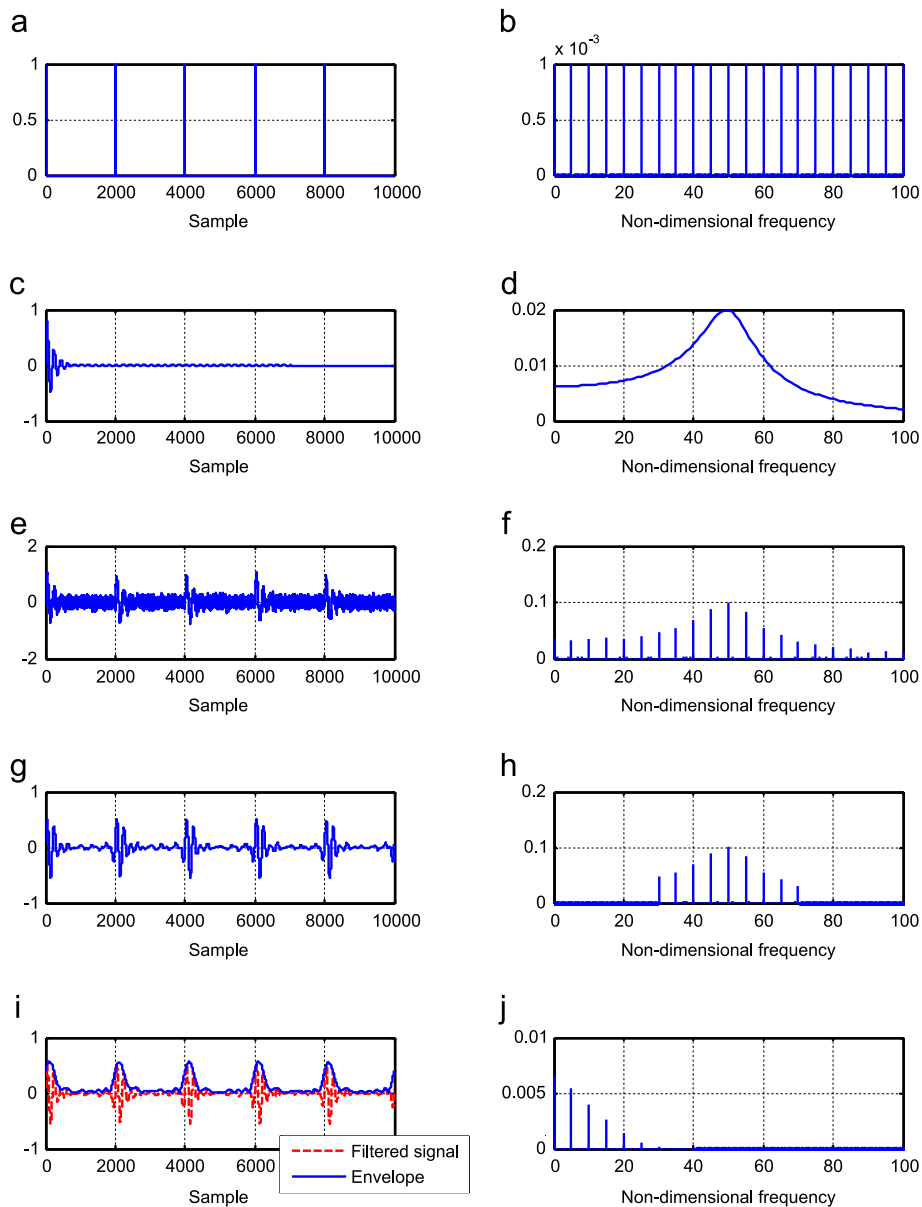 a
1
0.5
0
0 2000 4000 6000 8000 10000
Sample
b
x 10^-3
1
0.5
0
0 20 40 60 80 100
Non-dimensional frequency
c
1
0
-1
0 2000 4000 6000 8000 10000
Sample
d
0.02
0.01
0
0 20 40 60 80 100
Non-dimensional frequency
e
2
0
-2
0 2000 4000 6000 8000 10000
Sample
f
0.2
0.1
0
0 20 40 60 80 100
Non-dimensional frequency
g
1
0
-1
0 2000 4000 6000 8000 10000
Sample
h
0.2
0.1
0
0 20 40 60 80 100
Non-dimensional frequency
i
1
0
-1
0 2000 4000 6000 8000 10000
Sample
Filtered signal
Envelope
j
0.01
0.005
0
0 20 40 60 80 100
Non-dimensional frequency